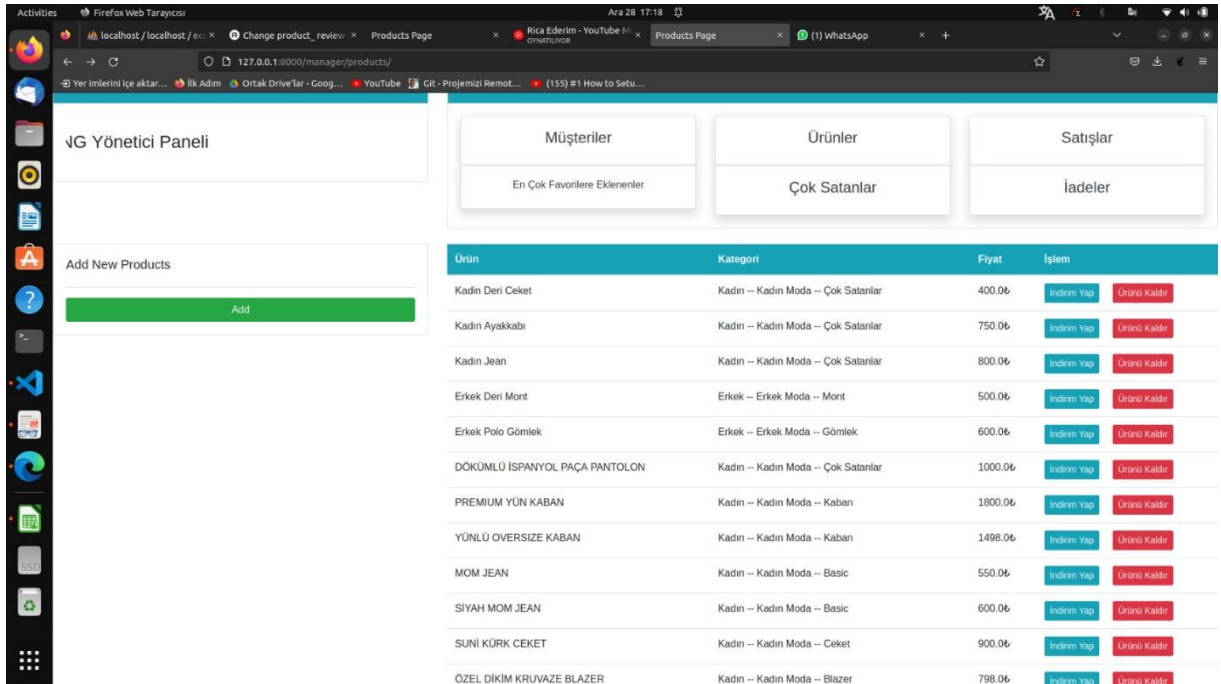 Activities Firefox Web Tarayıcısı Ara 28 17:18
localhost / localhost / ec Change product_review Products Page Rica Ederim - YouTube M Products Page (1) WhatsApp
OYNATILIYOR
127.0.0.1:8000/manager/products/
Yer imlerini içe aktar... İlk Adım Ortak Drive'lar - Goog... YouTube Git - Projemizi Remot... (155) #1 How to Setu...
NG Yönetici Paneli
Müşteriler Ürünler Satışlar
En Çok Favorilere Eklenenler Çok Satanlar İadeler
Add New Products
Add
Ürün Kategori Fiyat İşlem
Kadin Deri Ceket Kadın -- Kadın Moda -- Çok Satanlar 400.0₺ İndirim Yap Ürünü Kaldır
Kadın Ayakkabı Kadın -- Kadın Moda -- Çok Satanlar 750.0₺ İndirim Yap Ürünü Kaldır
Kadın Jean Kadın -- Kadın Moda -- Çok Satanlar 800.0₺ İndirim Yap Ürünü Kaldır
Erkek Deri Mont Erkek -- Erkek Moda -- Mont 500.0₺ İndirim Yap Ürünü Kaldır
Erkek Polo Gömlek Erkek -- Erkek Moda -- Gömlek 600.0₺ İndirim Yap Ürünü Kaldır
DÖKÜMLÜ İSPANYOL PAÇA PANTOLON Kadın -- Kadın Moda -- Çok Satanlar 1000.0₺ İndirim Yap Ürünü Kaldır
PREMIUM YÜN KABAN Kadın -- Kadın Moda -- Kaban 1800.0₺ İndirim Yap Ürünü Kaldır
YÜNLÜ OVERSIZE KABAN Kadın -- Kadın Moda -- Kaban 1498.0₺ İndirim Yap Ürünü Kaldır
MOM JEAN Kadın -- Kadın Moda -- Basic 550.0₺ İndirim Yap Ürünü Kaldır
SİYAH MOM JEAN Kadın -- Kadın Moda -- Basic 600.0₺ İndirim Yap Ürünü Kaldır
SUNİ KÜRK CEKET Kadın -- Kadın Moda -- Ceket 900.0₺ İndirim Yap Ürünü Kaldır
ÖZEL DİKİM KRUVAZE BLAZER Kadın -- Kadın Moda -- Blazer 798.0₺ İndirim Yap Ürünü Kaldır
SSD